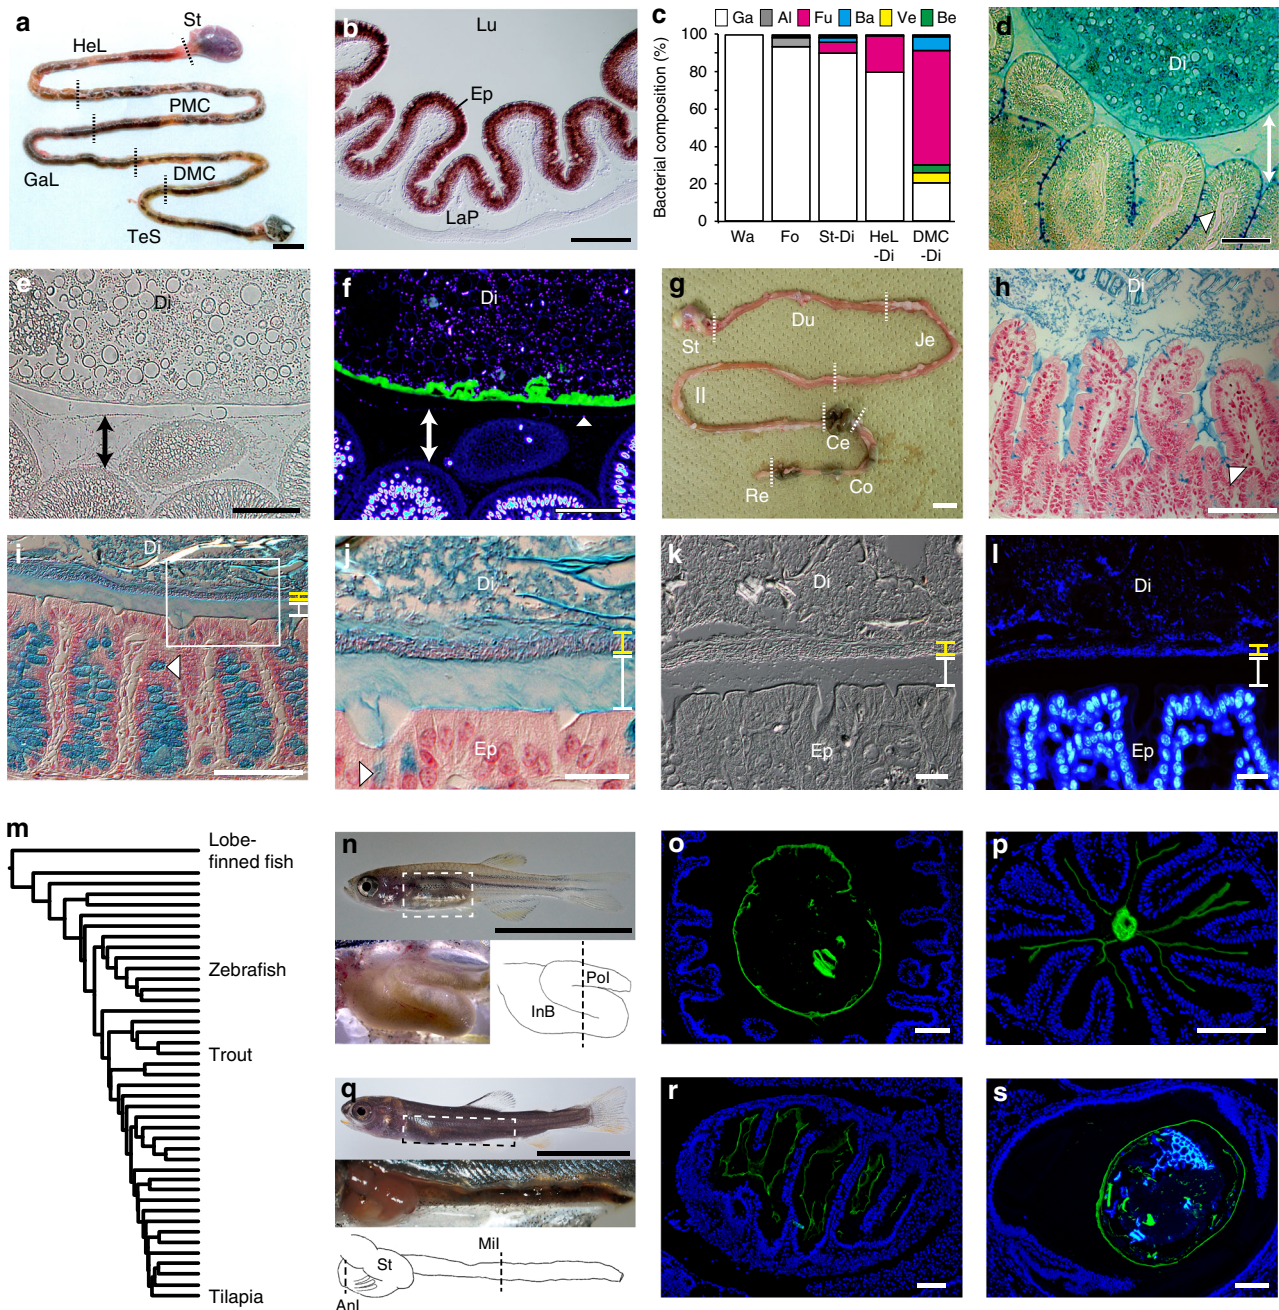 a
St
HeL
PMC
GaL
DMC
TeS
b
Lu
Ep
LaP
c
Ga Al Fu Ba Ve Be
Bacterial composition (%)
100
80
60
40
20
0
Wa Fo St-Di HeL DMC
-Di -Di
d
Di
e
Di
f
Di
g
St
Du
Je
Il
Ce
Re
Co
h
Di
i
Di
j
Di
Ep
k
Di
Ep
l
Di
Ep
m
Lobe-
finned fish
Zebrafish
Trout
Tilapia
n
PoI
InB
o
p
q
MiI
St
AnI
r
s